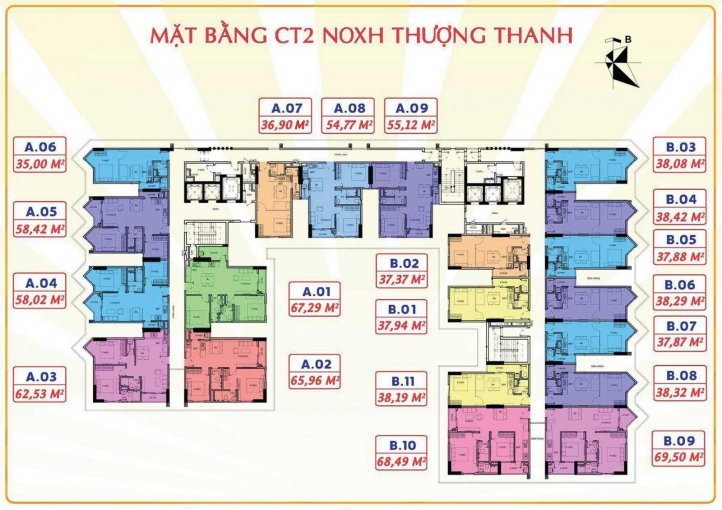 MẶT BẰNG CT2 NOXH THƯỢNG THANH
B
A.07
36,90 M²
A.08
54,77 M²
A.09
55,12 M²
A.06
35,00 M²
A.05
58,42 M²
A.04
58,02 M²
A.03
62,53 M²
A.01
67,29 M²
A.02
65,96 M²
B.02
37,37 M²
B.01
37,94 M²
B.11
38,19 M²
B.10
68,49 M²
B.03
38,08 M²
B.04
38,42 M²
B.05
37,88 M²
B.06
38,29 M²
B.07
37,87 M²
B.08
38,32 M²
B.09
69,50 M²